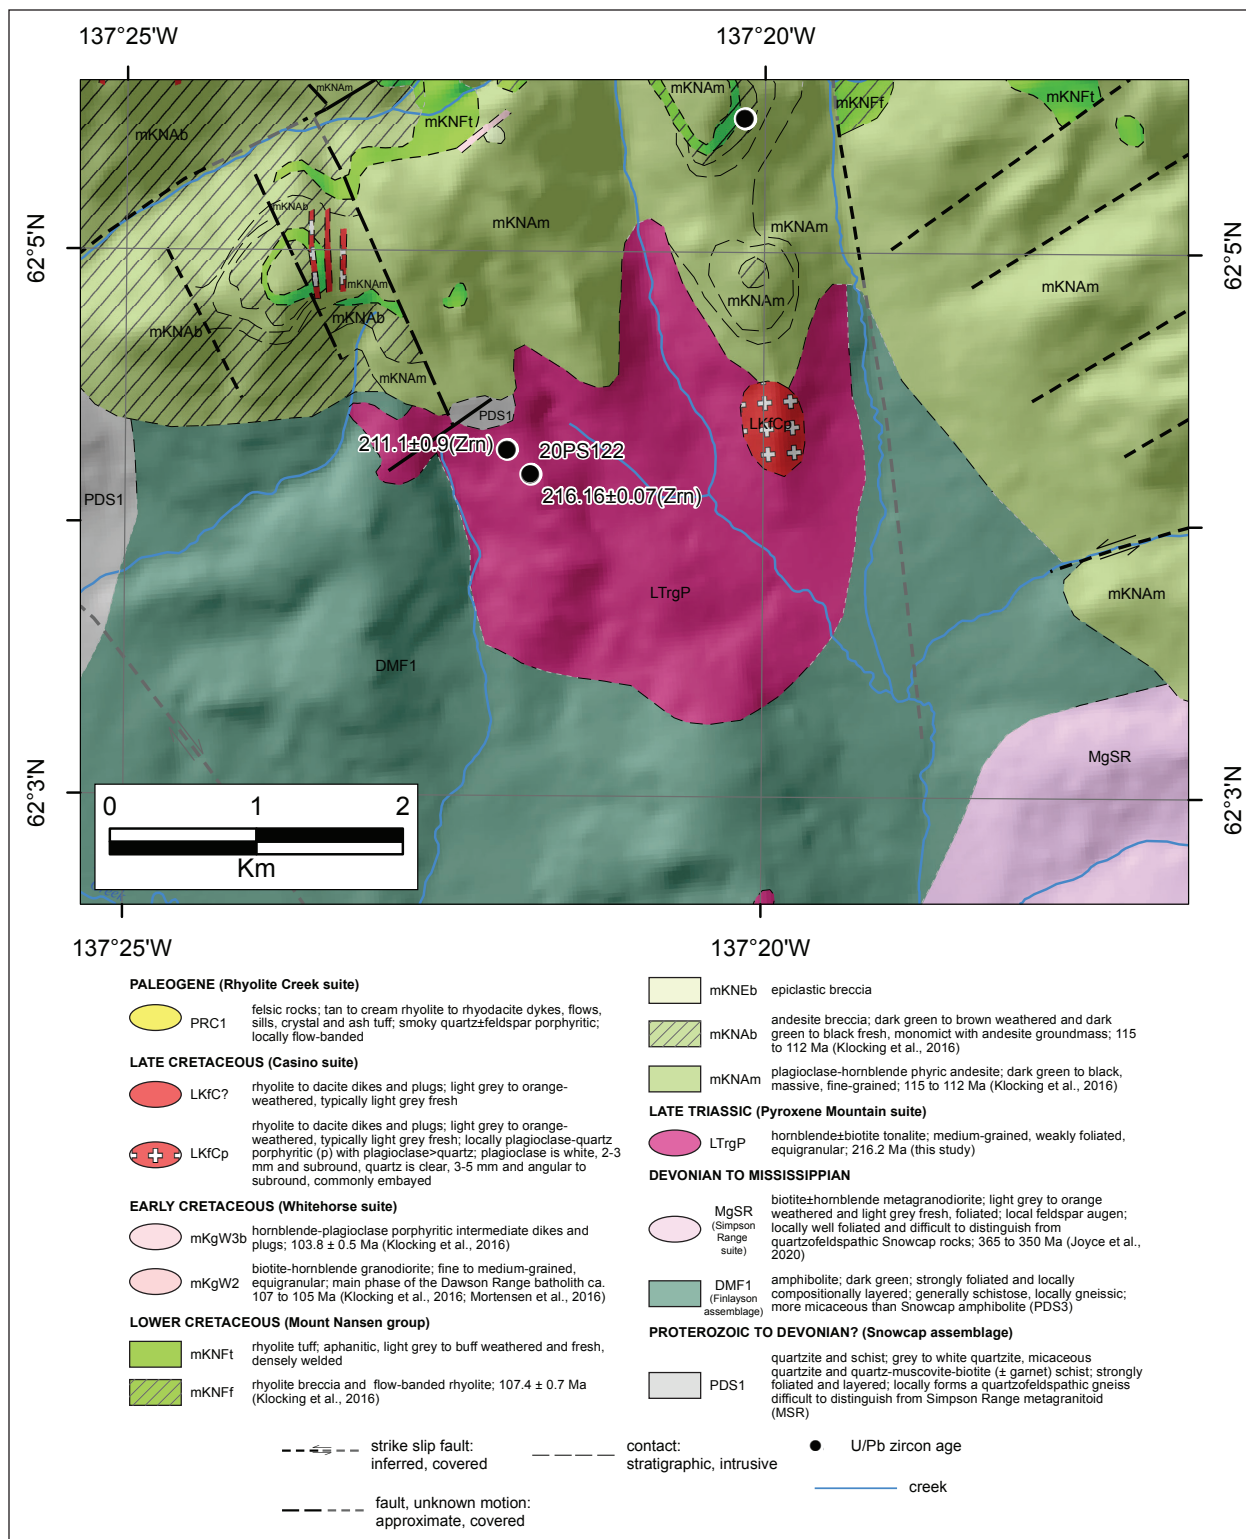 137°25'W
137°20'W
mKNAm
mKNAm
mKNAb
mKNFt
mKNFf
mKNFt
mKNAb
mKNAm
mKNAm
62°5'N
62°5'N
mKNAm
mKNAm
mKNAm
mKNAb
mKNAb
mKNAm
PDS1
LKfCp
211.1±0.9(Zrn)
20PS122
PDS1
216.16±0.07(Zrn)
LTrgP
mKNAm
DMF1
MgSR
62°3'N
62°3'N
0 1 2
Km
Creek
137°25'W
137°20'W
PALEOGENE (Rhyolite Creek suite)
PRC1
felsic rocks; tan to cream rhyolite to rhyodacite dykes, flows,
sills, crystal and ash tuff; smoky quartz±feldspar porphyritic;
locally flow-banded
LATE CRETACEOUS (Casino suite)
LKfC?
rhyolite to dacite dikes and plugs; light grey to orange-
weathered, typically light grey fresh
LKfCp
rhyolite to dacite dikes and plugs; light grey to orange-
weathered, typically light grey fresh; locally plagioclase-quartz
porphyritic (p) with plagioclase>quartz; plagioclase is white, 2-3
mm and subround, quartz is clear, 3-5 mm and angular to
subround, commonly embayed
EARLY CRETACEOUS (Whitehorse suite)
mKgW3b
hornblende-plagioclase porphyritic intermediate dikes and
plugs; 103.8 ± 0.5 Ma (Klocking et al., 2016)
mKgW2
biotite-hornblende granodiorite; fine to medium-grained,
equigranular; main phase of the Dawson Range batholith ca.
107 to 105 Ma (Klocking et al., 2016; Mortensen et al., 2016)
LOWER CRETACEOUS (Mount Nansen group)
mKNFt
rhyolite tuff; aphanitic, light grey to buff weathered and fresh,
densely welded
mKNFf
rhyolite breccia and flow-banded rhyolite; 107.4 ± 0.7 Ma
(Klocking et al., 2016)
mKNEb
epiclastic breccia
mKNAb
andesite breccia; dark green to brown weathered and dark
green to black fresh, monomict with andesite groundmass; 115
to 112 Ma (Klocking et al., 2016)
mKNAm
plagioclase-hornblende phyric andesite; dark green to black,
massive, fine-grained; 115 to 112 Ma (Klocking et al., 2016)
LATE TRIASSIC (Pyroxene Mountain suite)
LTrgP
hornblende±biotite tonalite; medium-grained, weakly foliated,
equigranular; 216.2 Ma (this study)
DEVONIAN TO MISSISSIPPIAN
MgSR
(Simpson
Range
suite)
biotite±hornblende metagranodiorite; light grey to orange
weathered and light grey fresh, foliated; local feldspar augen;
locally well foliated and difficult to distinguish from
quartzofeldspathic Snowcap rocks; 365 to 350 Ma (Joyce et al.,
2020)
DMF1
(Finlayson
assemblage)
amphibolite; dark green; strongly foliated and locally
compositionally layered; generally schistose, locally gneissic;
more micaceous than Snowcap amphibolite (PDS3)
PROTEROZOIC TO DEVONIAN? (Snowcap assemblage)
PDS1
quartzite and schist; grey to white quartzite, micaceous
quartzite and quartz-muscovite-biotite (± garnet) schist; strongly
foliated and layered; locally forms a quartzofeldspathic gneiss
difficult to distinguish from Simpson Range metagranitoid
(MSR)
strike slip fault:
inferred, covered
contact:
stratigraphic, intrusive
U/Pb zircon age
creek
fault, unknown motion:
approximate, covered